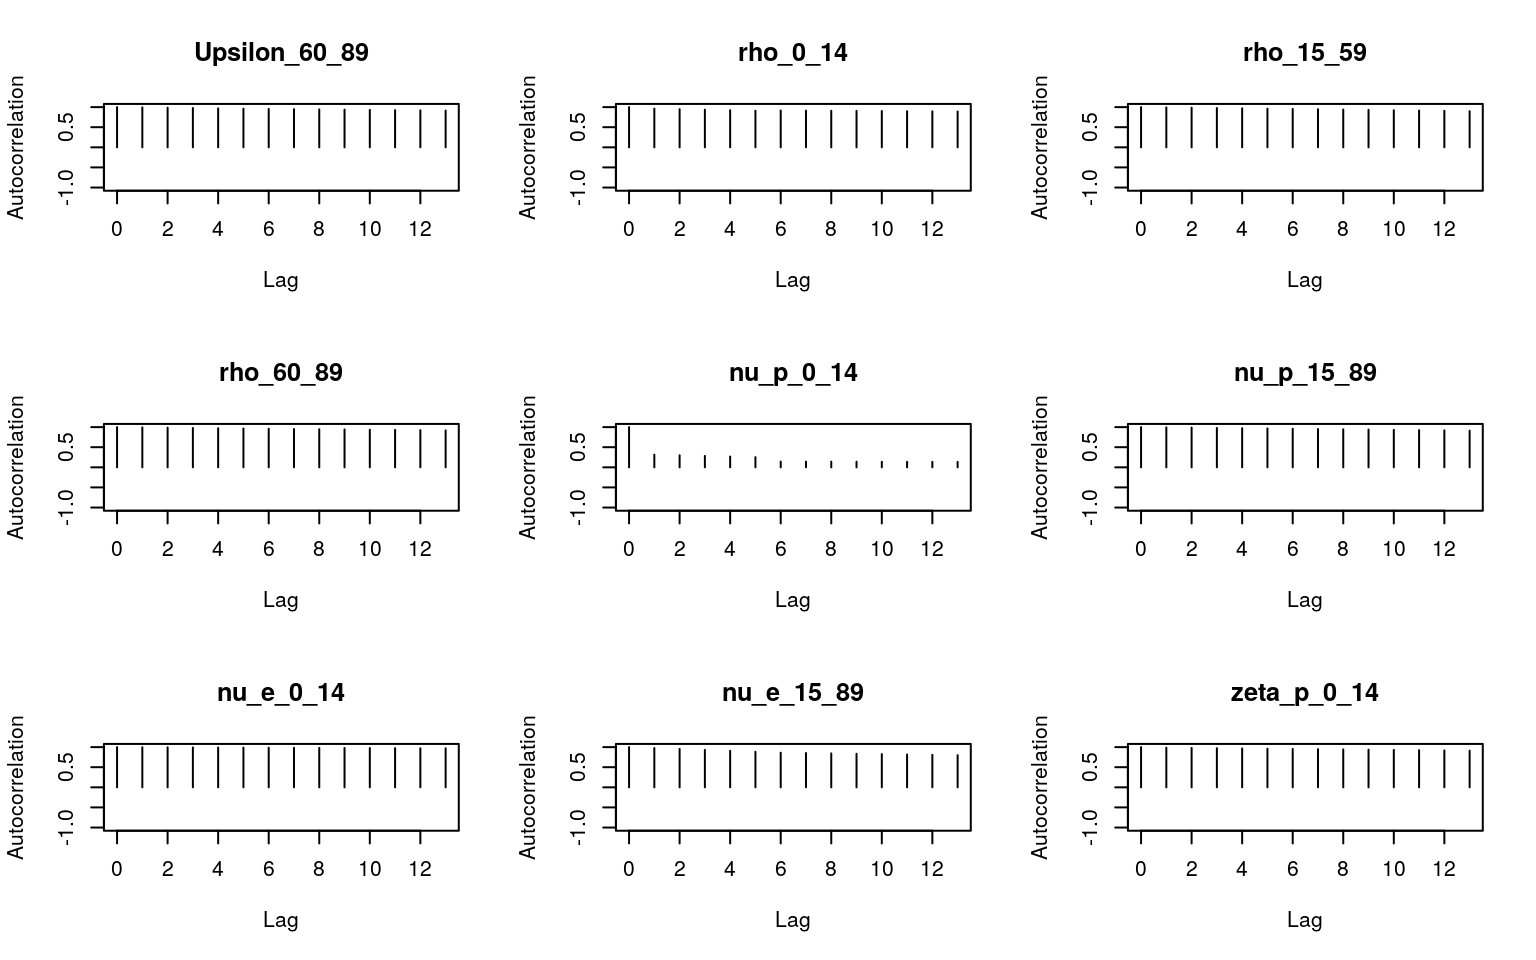 Upsilon_60_89
Autocorrelation
0.5
-1.0
0 2 4 6 8 10 12
Lag
rho_0_14
Autocorrelation
0.5
-1.0
0 2 4 6 8 10 12
Lag
rho_15_59
Autocorrelation
0.5
-1.0
0 2 4 6 8 10 12
Lag
rho_60_89
Autocorrelation
0.5
-1.0
0 2 4 6 8 10 12
Lag
nu_p_0_14
Autocorrelation
0.5
-1.0
0 2 4 6 8 10 12
Lag
nu_p_15_89
Autocorrelation
0.5
-1.0
0 2 4 6 8 10 12
Lag
nu_e_0_14
Autocorrelation
0.5
-1.0
0 2 4 6 8 10 12
Lag
nu_e_15_89
Autocorrelation
0.5
-1.0
0 2 4 6 8 10 12
Lag
zeta_p_0_14
Autocorrelation
0.5
-1.0
0 2 4 6 8 10 12
Lag